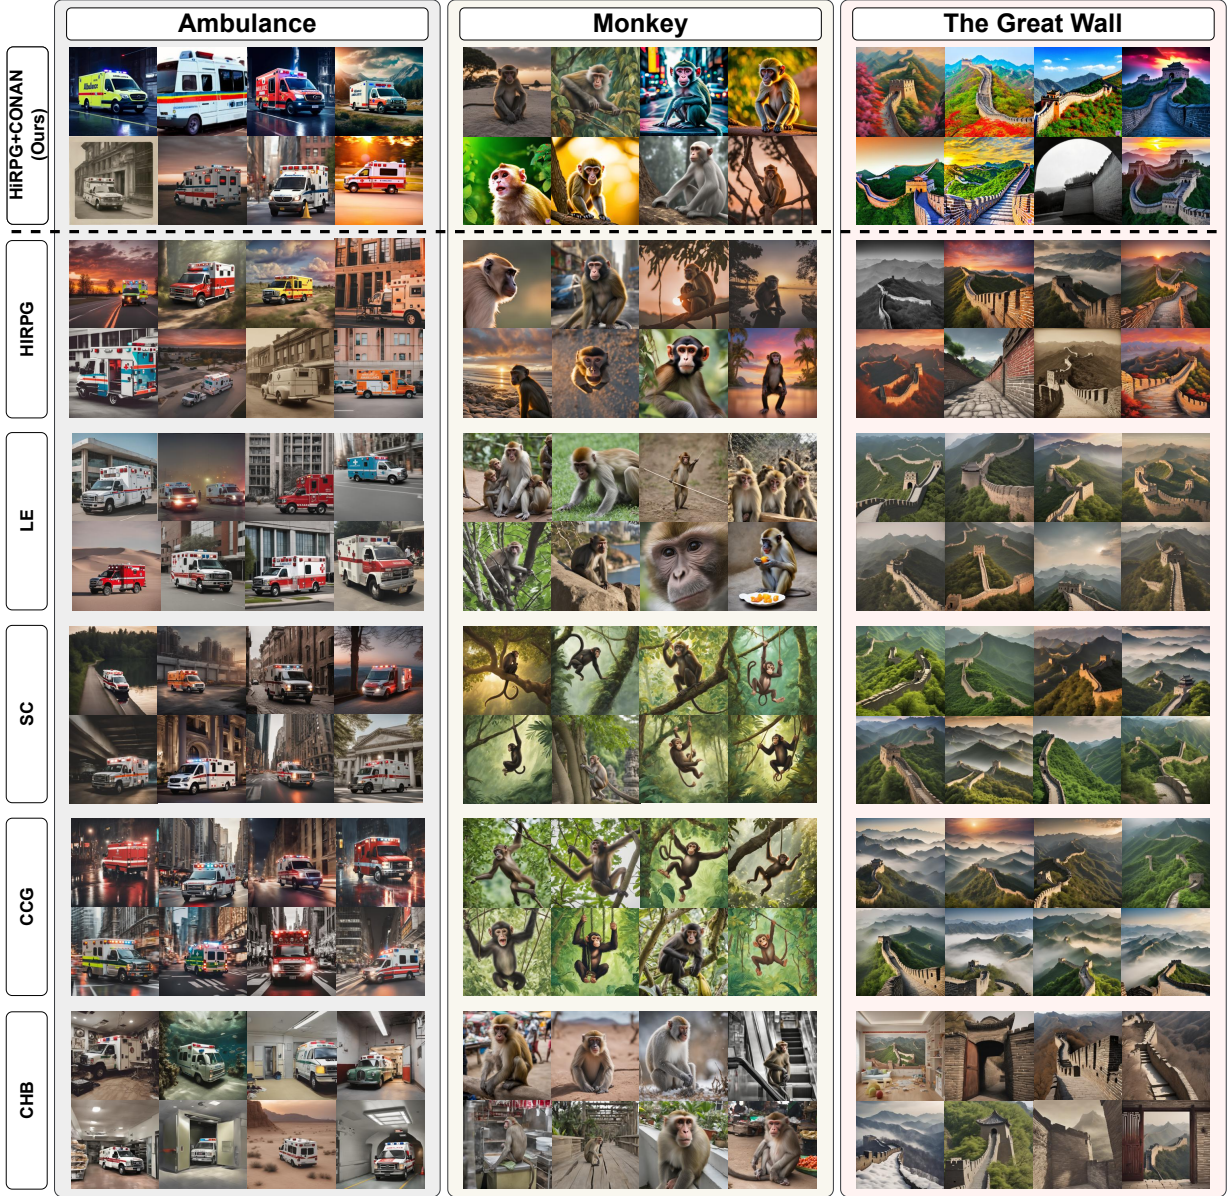 Ambulance
Monkey
The Great Wall
HiRPG+CONAN
(Ours)
HIRPG
LE
SC
CCG
CHB